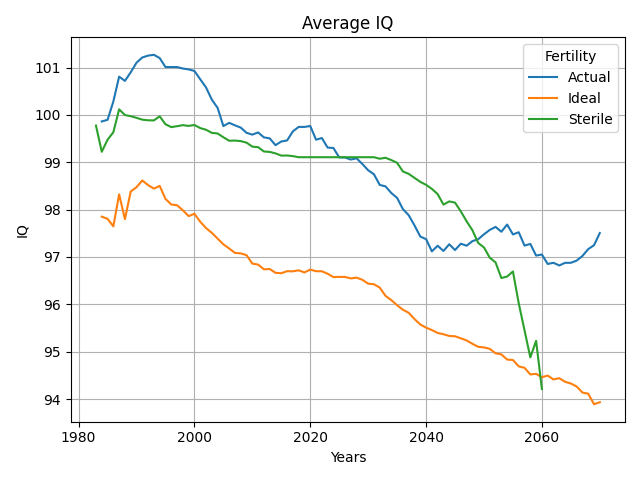 Average IQ
Fertility
Actual
Ideal
Sterile
IQ
101
100
99
98
97
96
95
94
1980
2000
2020
2040
2060
Years